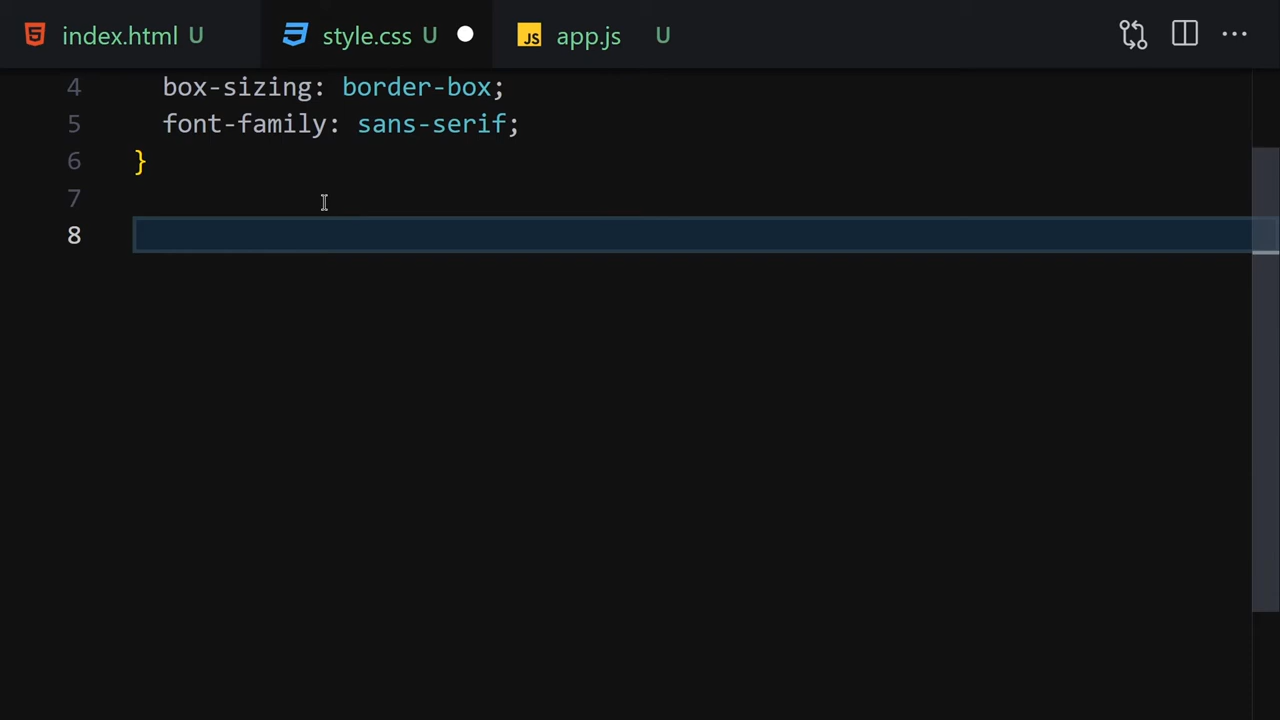 index.html U style.css U JS app.js U
4 box-sizing: border-box;
5 font-family: sans-serif;
6 }
7
8